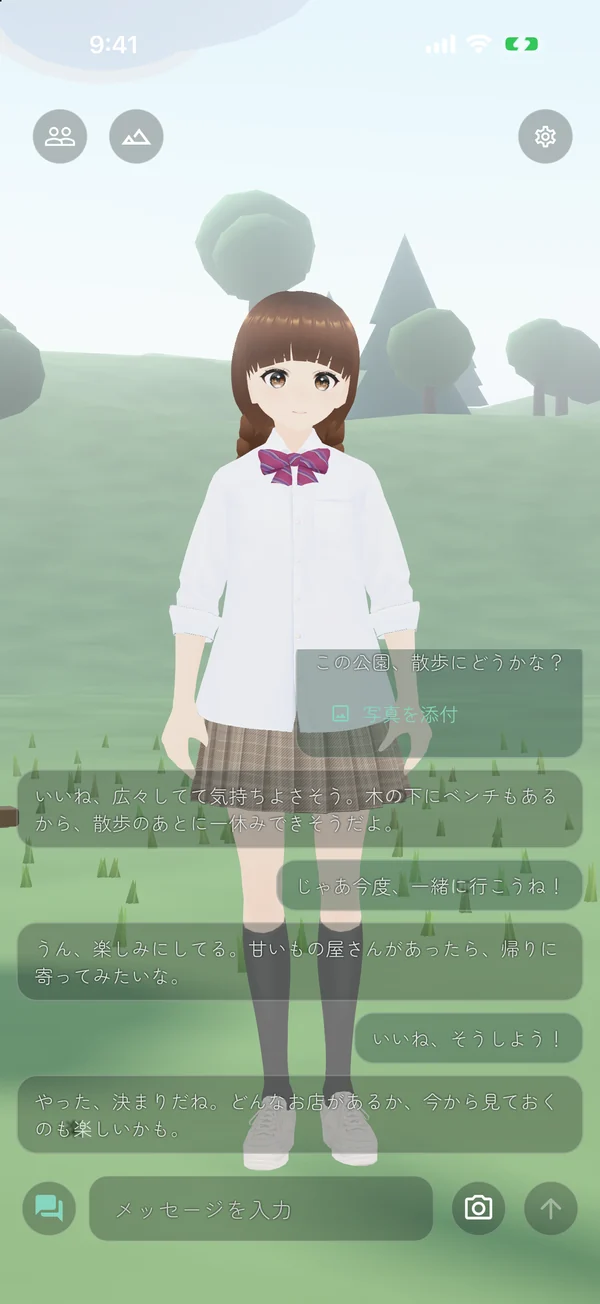 9:41
この公園、散歩にどうかな？
写真を添付
いいね、広々してて気持ちよさそう。木の下にベンチもある
から、散歩のあとに一休みできそうだよ。
じゃあ今度、一緒に行こうね！
うん、楽しみにしてる。甘いもの屋さんがあったら、帰りに
寄ってみたいな。
いいね、そうしよう！
やった、決まりだね。どんなお店があるか、今から見ておく
のも楽しいかも。
メッセージを入力